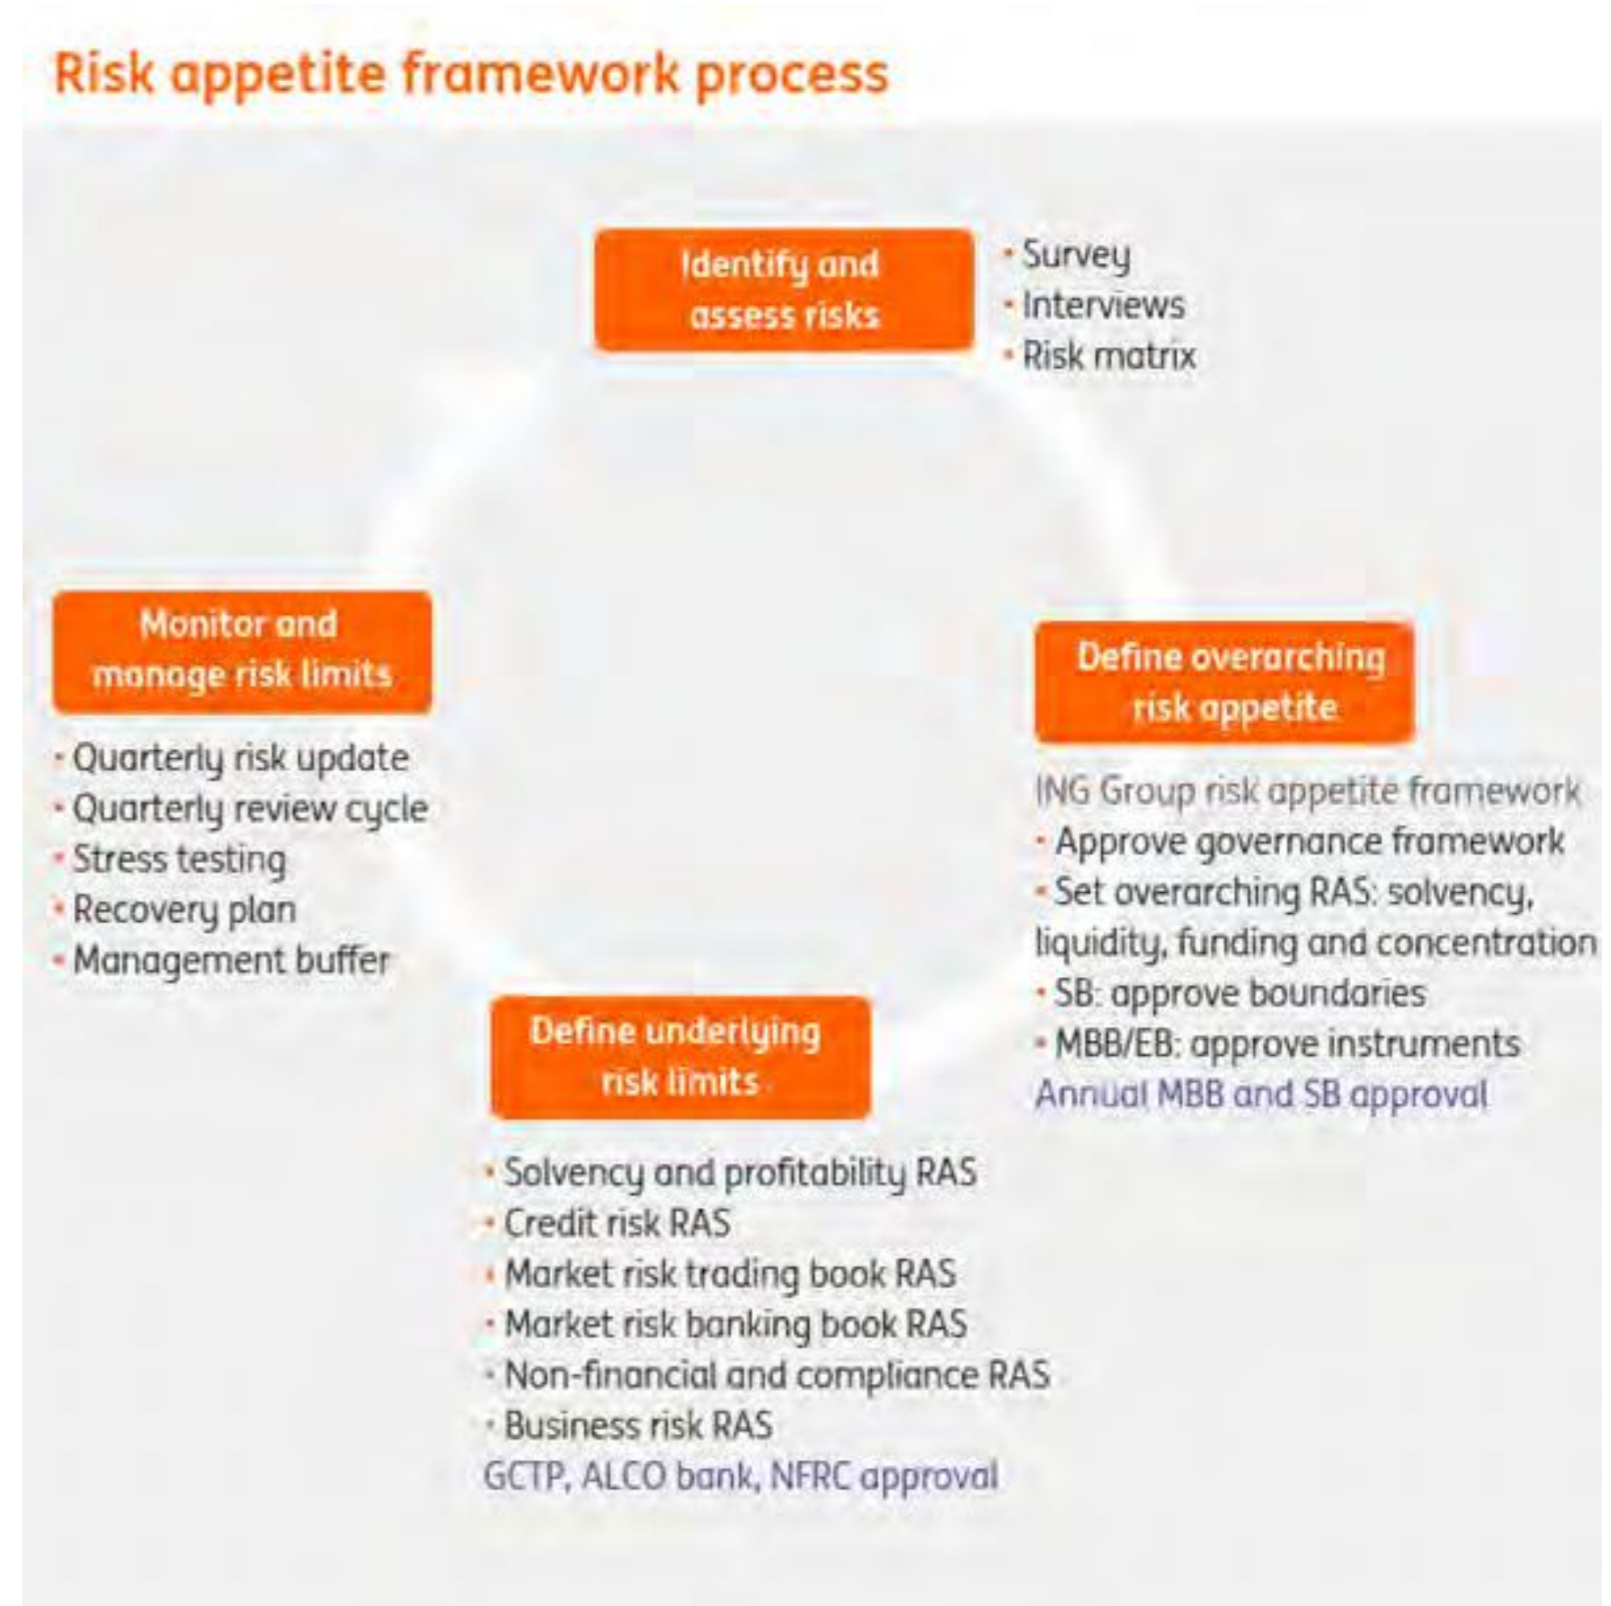 Risk appetite framework process
Identify and
assess risks
• Survey
• Interviews
• Risk matrix
Define overarching
risk appetite
ING Group risk appetite framework
• Approve governance framework
• Set overarching RAS: solvency,
liquidity, funding and concentration
• SB: approve boundaries
• MBB/EB: approve instruments
Annual MBB and SB approval
Define underlying
risk limits
• Solvency and profitability RAS
• Credit risk RAS
• Market risk trading book RAS
• Market risk banking book RAS
• Non-financial and compliance RAS
• Business risk RAS
GCTP, ALCO bank, NFRC approval
Monitor and
manage risk limits
• Quarterly risk update
• Quarterly review cycle
• Stress testing
• Recovery plan
• Management buffer